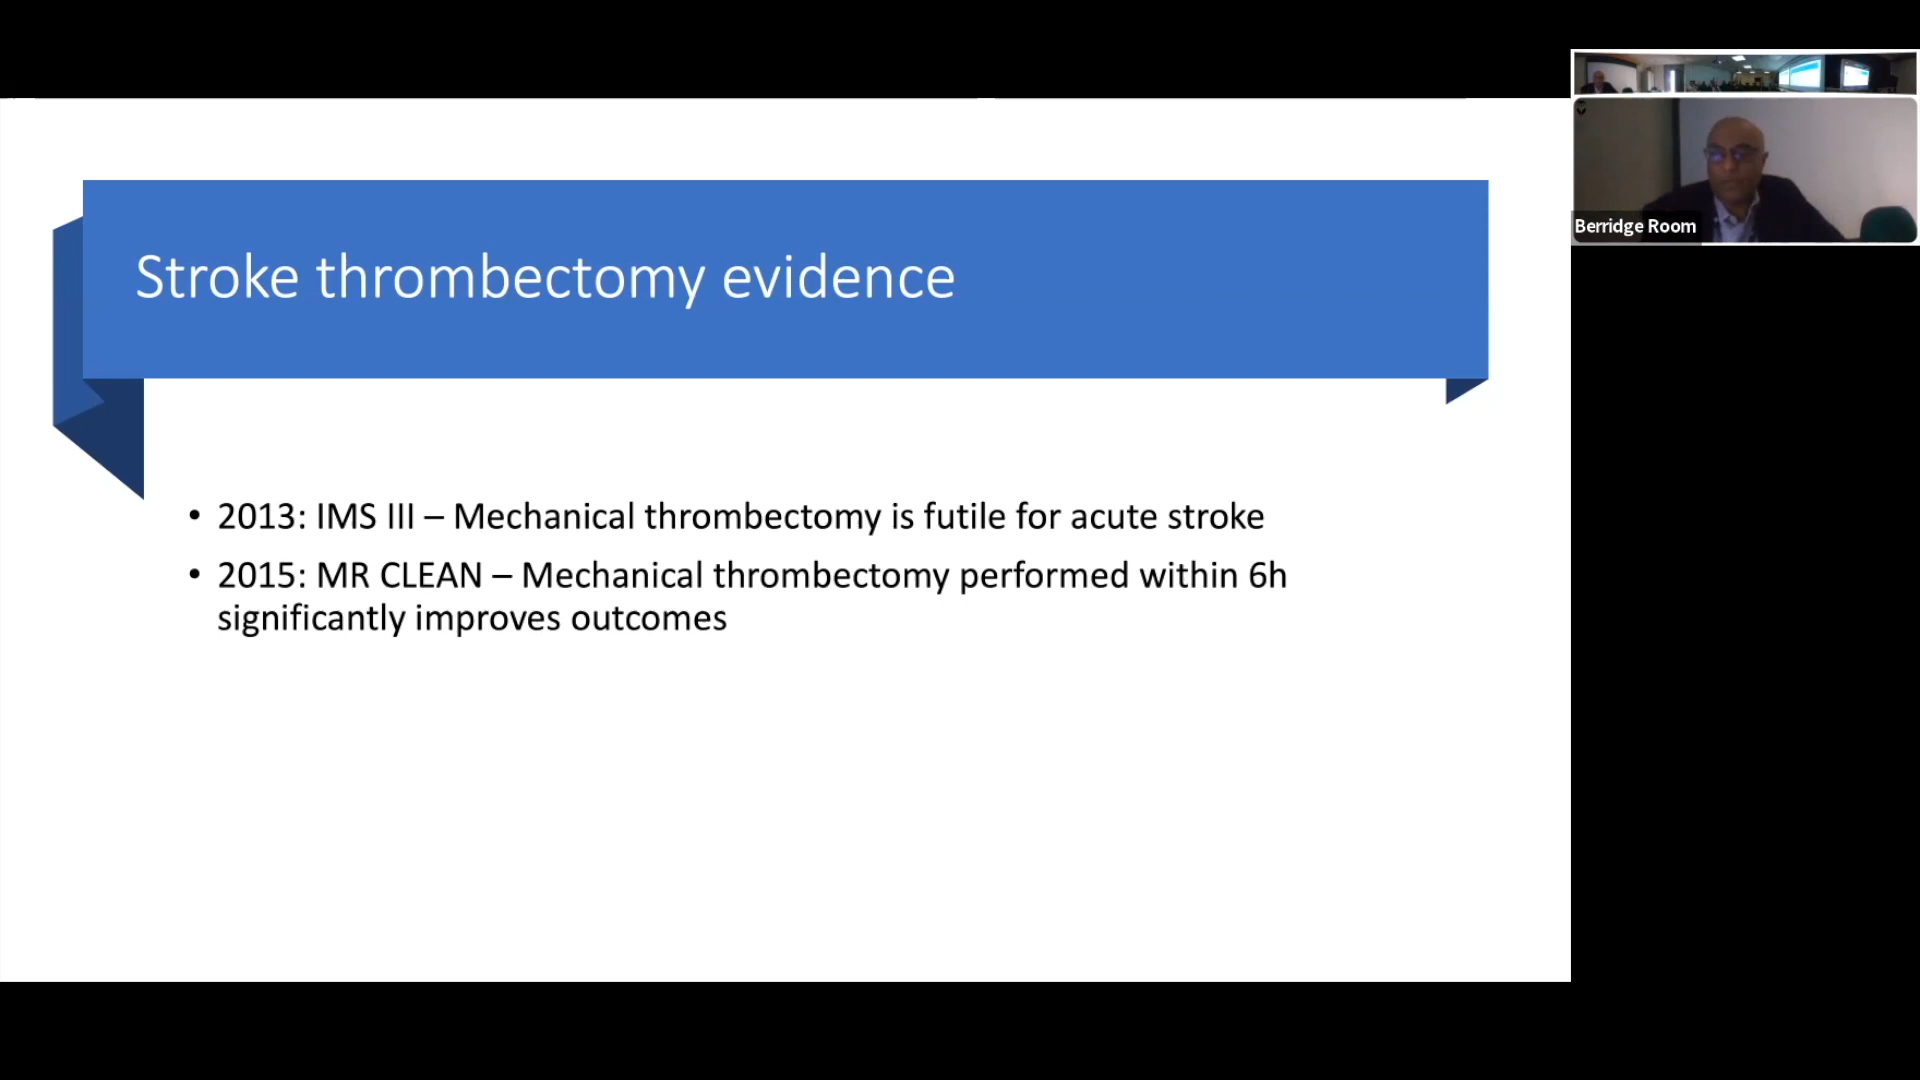 Stroke thrombectomy evidence
• 2013: IMS III – Mechanical thrombectomy is futile for acute stroke
• 2015: MR CLEAN – Mechanical thrombectomy performed within 6h
significantly improves outcomes
Berridge Room